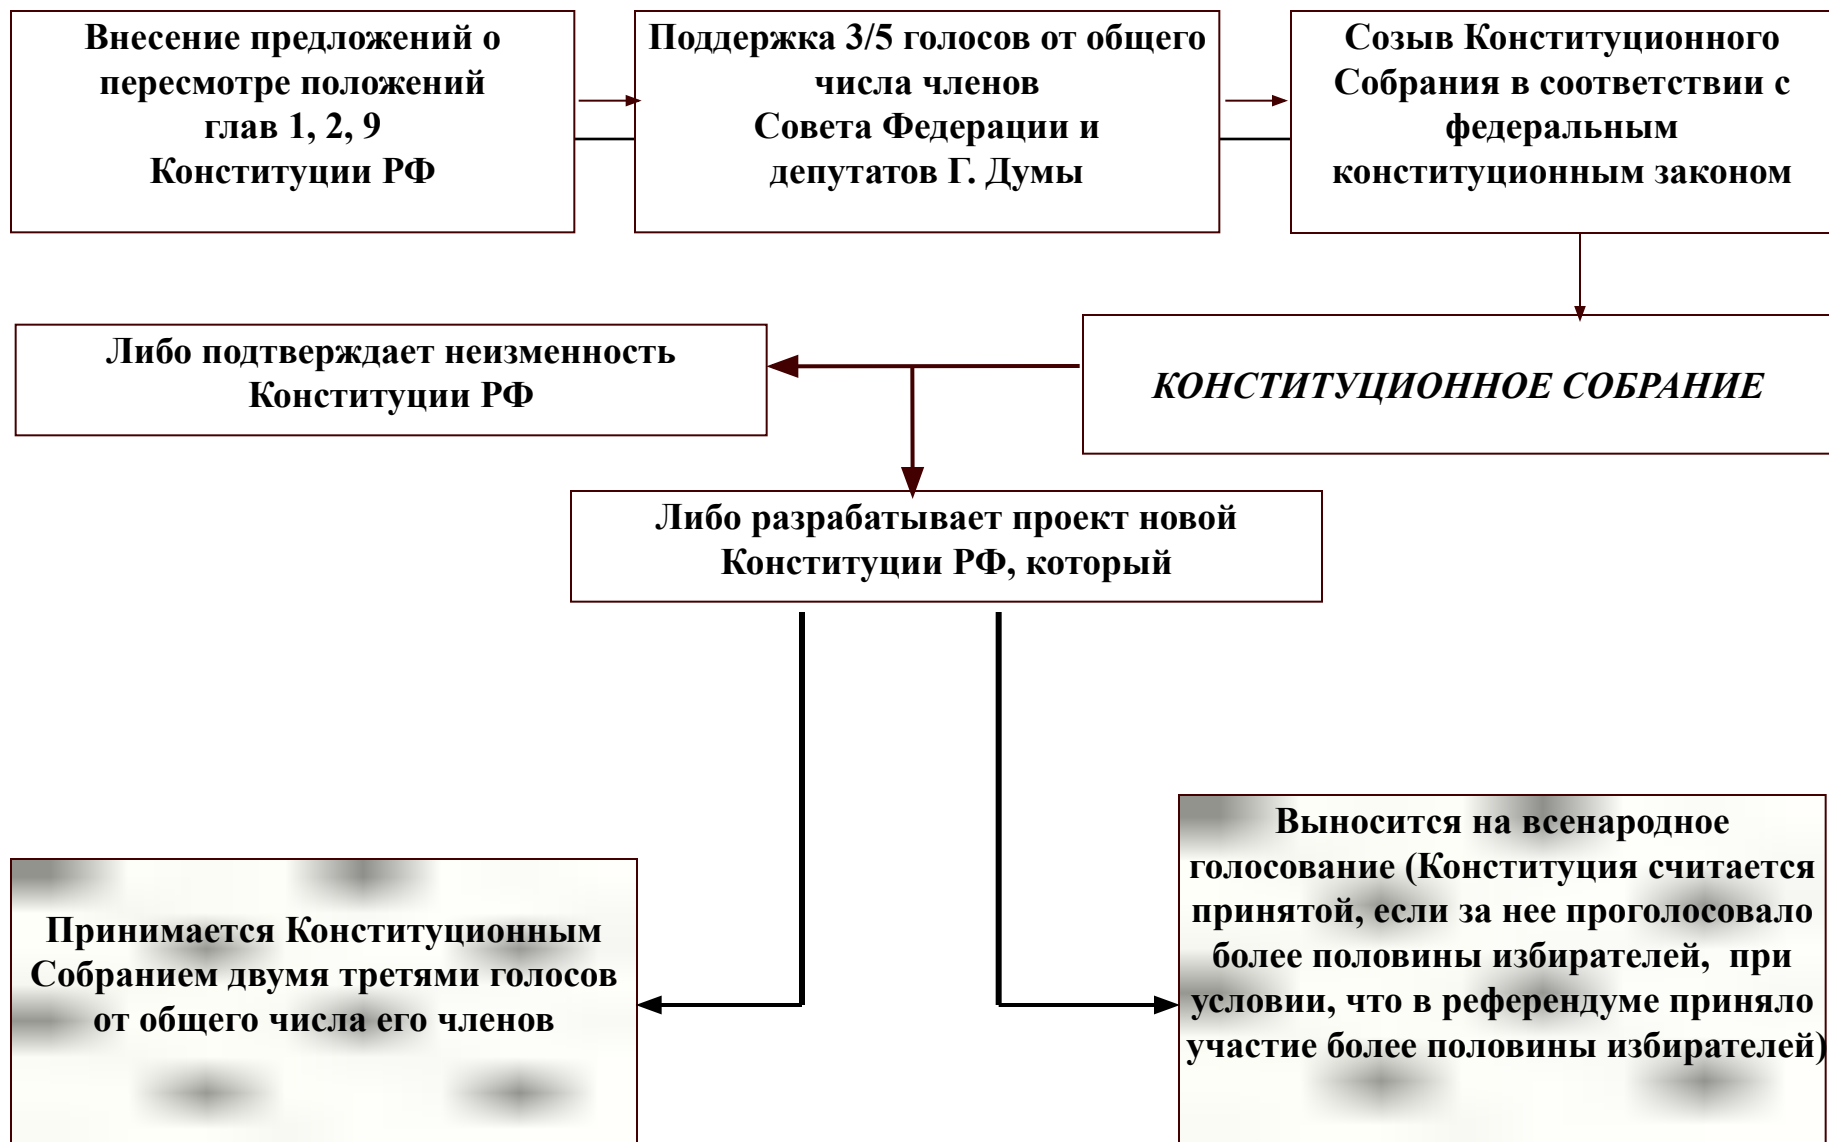 Внесение предложений о
пересмотре положений
глав 1, 2, 9
Конституции РФ
Поддержка 3/5 голосов от общего
числа членов
Совета Федерации и
депутатов Г. Думы
Созыв Конституционного
Собрания в соответствии с
федеральным
конституционным законом
Либо подтверждает неизменность
Конституции РФ
КОНСТИТУЦИОННОЕ СОБРАНИЕ
Либо разрабатывает проект новой
Конституции РФ, который
Принимается Конституционным
Собранием двумя третями голосов
от общего числа его членов
Выносится на всенародное
голосование (Конституция считается
принятой, если за нее проголосовало
более половины избирателей, при
условии, что в референдуме приняло
участие более половины избирателей)